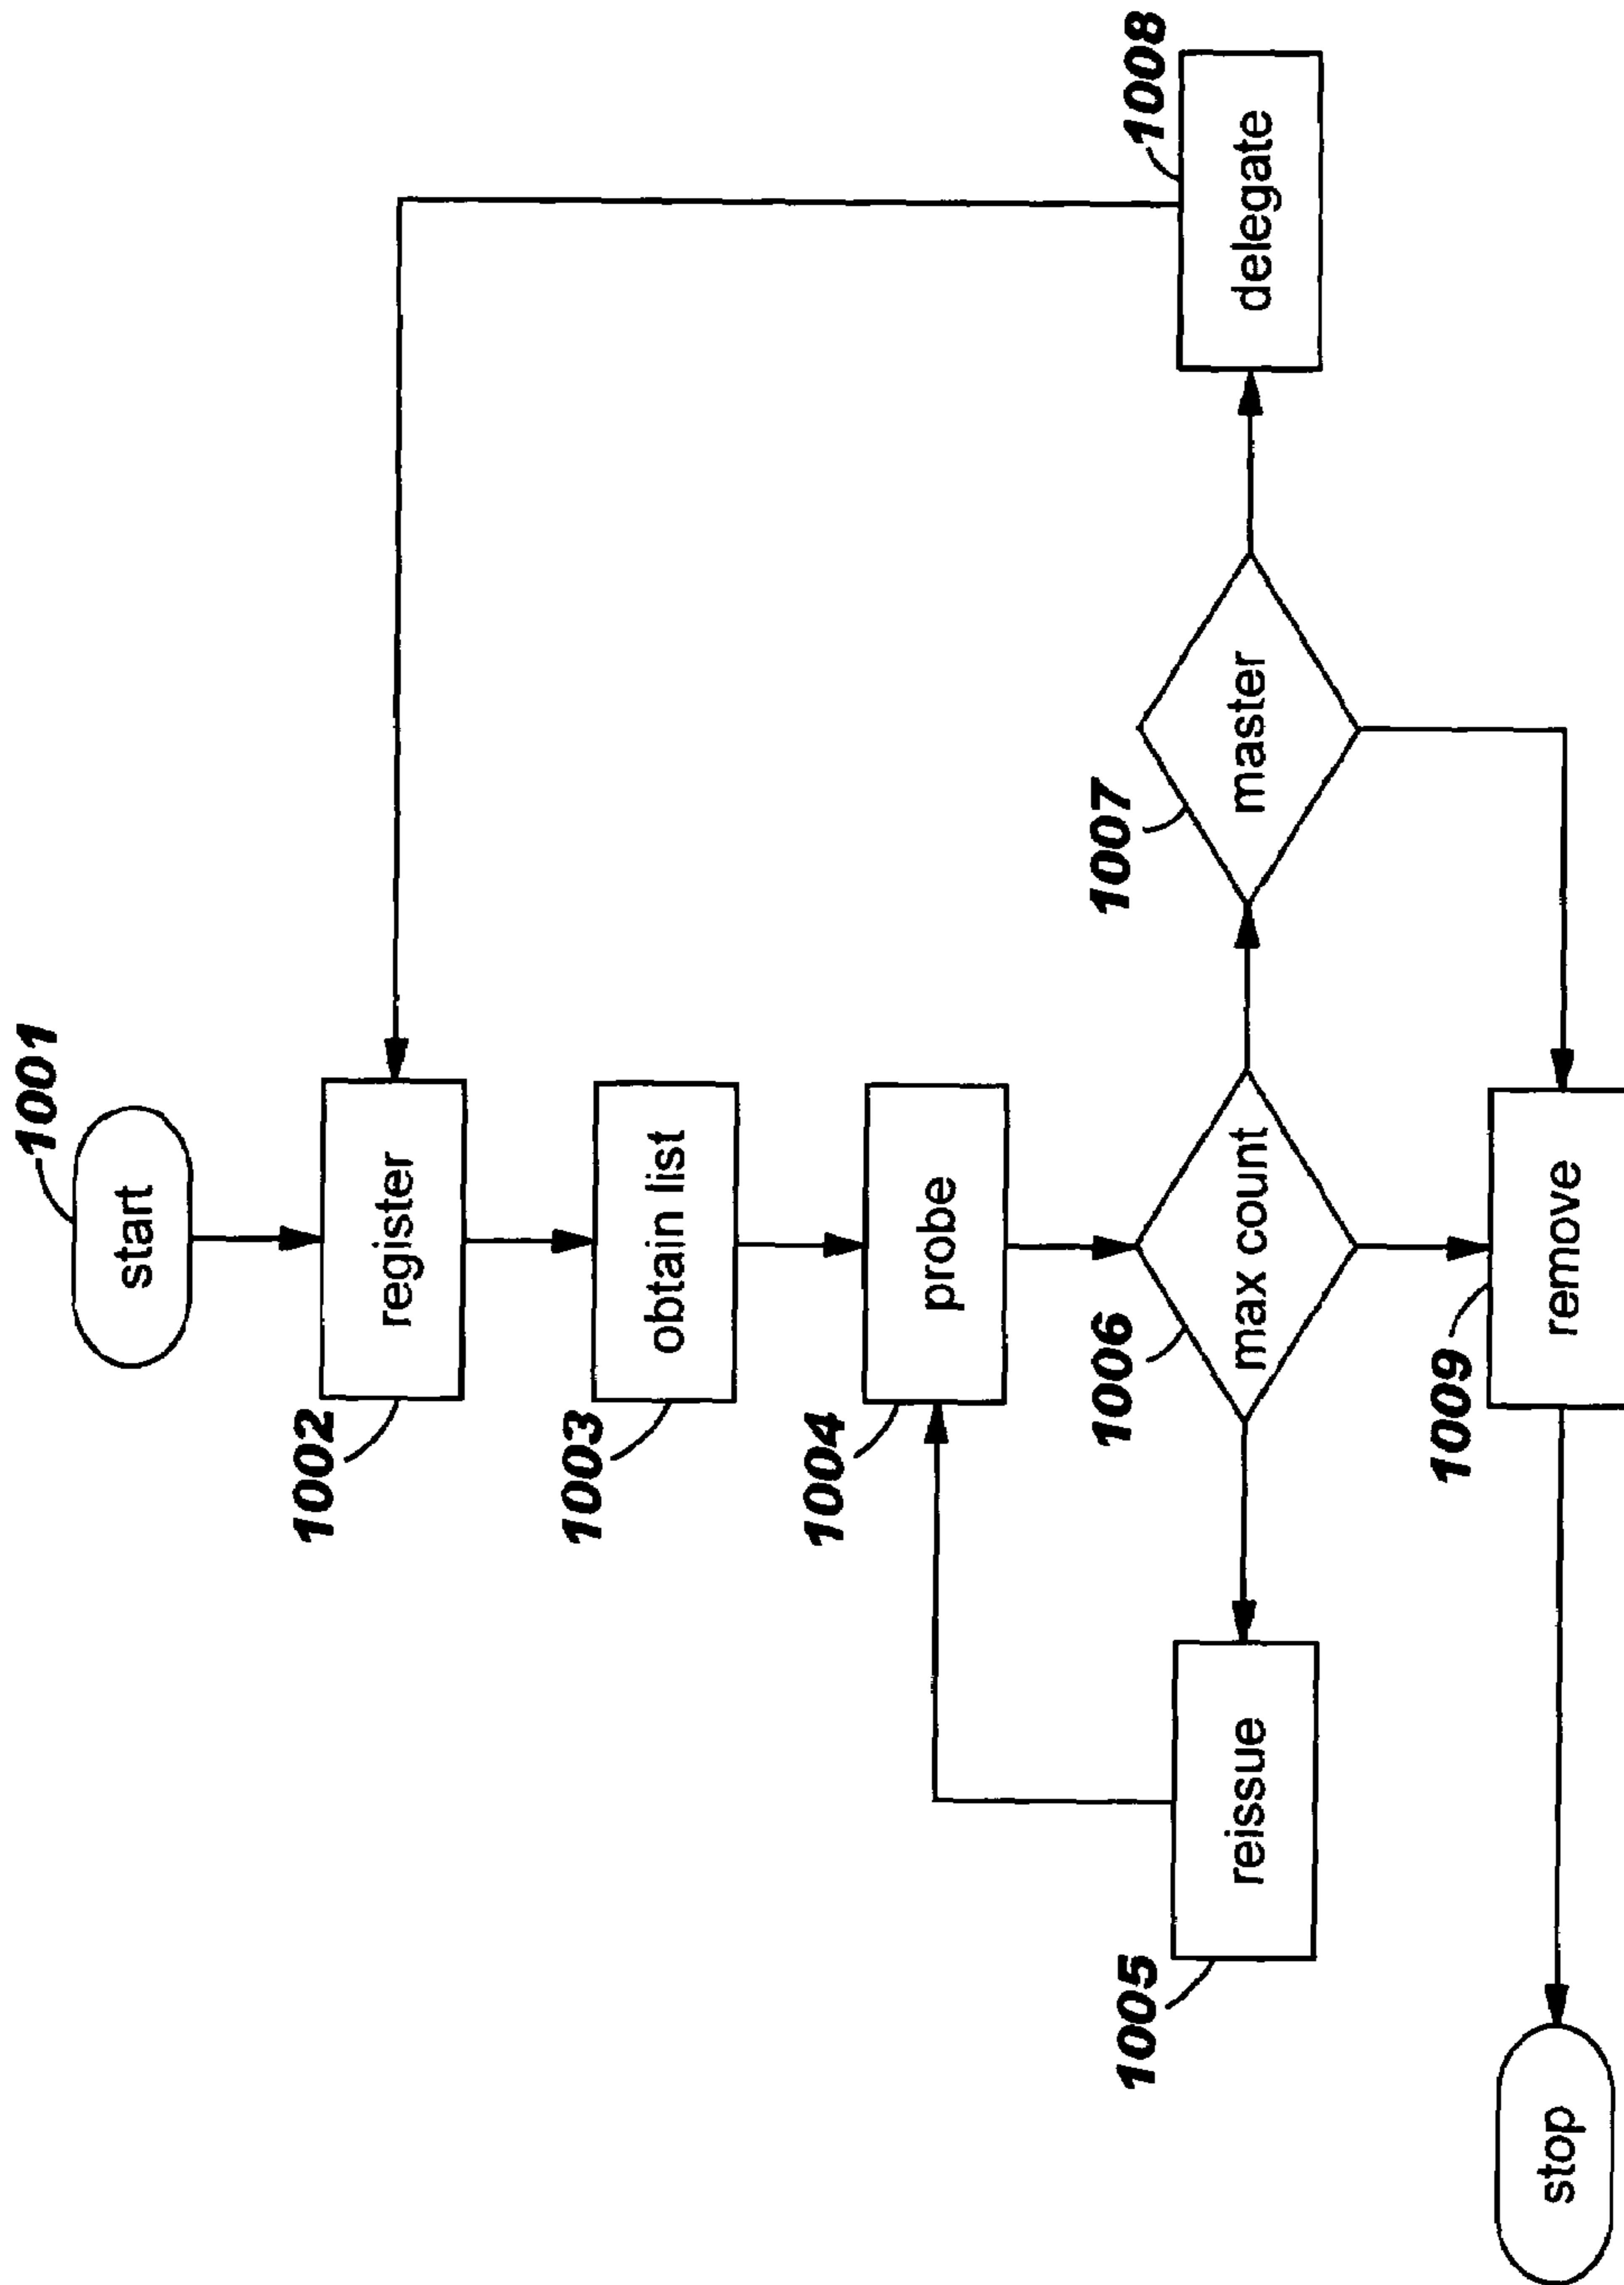 1001
start
1002
register
1003
obtain list
1004
probe
1005
reissue
1006
max count
1007
master
1008
delegate
1009
remove
stop